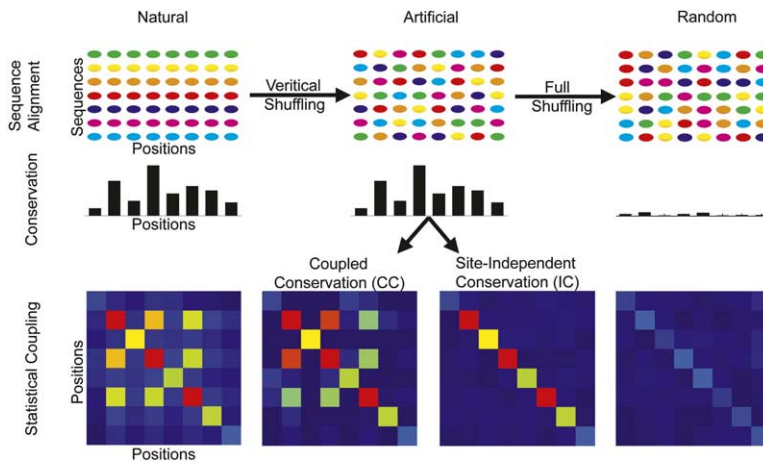 Natural
Artificial
Random
Sequence
Alignment
Sequences
Veritical
Shuffling
Full
Shuffling
Positions
Conservation
Positions
Coupled
Conservation (CC)
Site-Independent
Conservation (IC)
Statistical Coupling
Positions
Positions